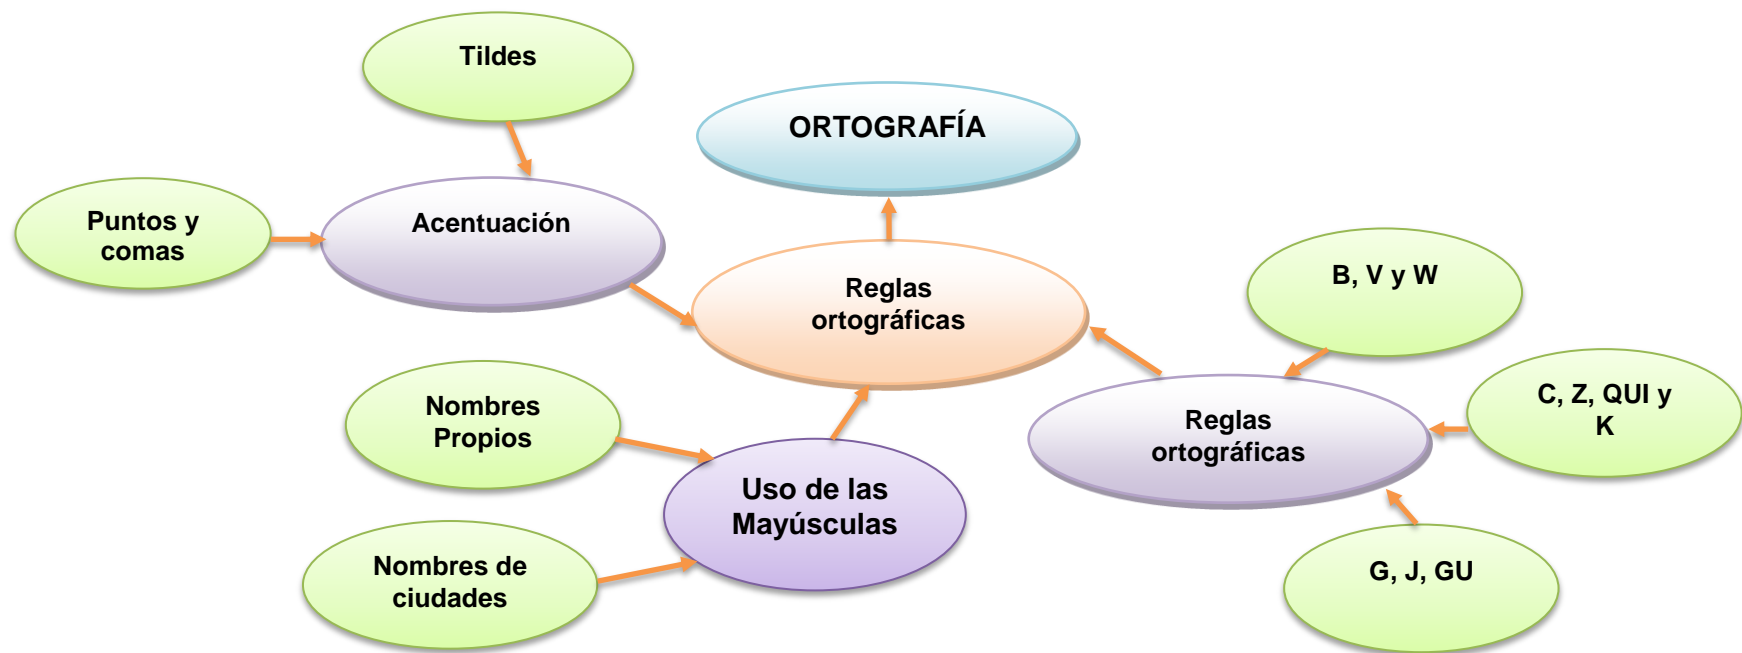 Tildes
ORTOGRAFÍA
Puntos y
comas
Acentuación
Reglas
ortográficas
B, V y W
Nombres
Propios
Uso de las
Mayúsculas
Reglas
ortográficas
C, Z, QUI y
K
Nombres de
ciudades
G, J, GU